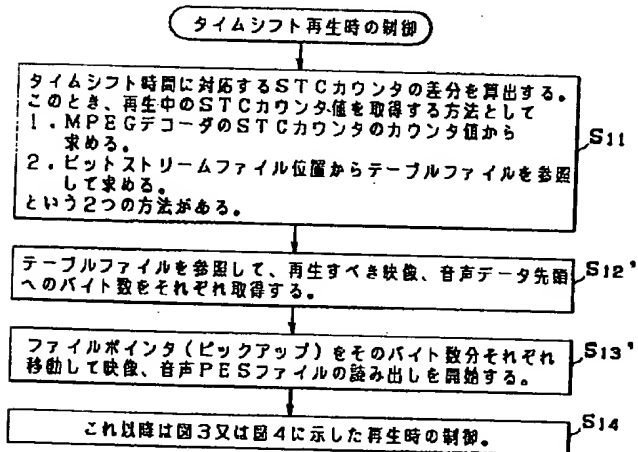 タイムシフト再生時の制御
タイムシフト時間に対応するSTCカウンタの差分を算出する。
このとき、再生中のSTCカウンタ値を取得する方法として
1.MPEGデコーダのSTCカウンタのカウンタ値から
求める。
2.ビットストリームファイル位置からテーブルファイルを参照
して求める。
という2つの方法がある。
S11
テーブルファイルを参照して、再生すべき映像、音声データ先頭
へのバイト数をそれぞれ取得する。
S12'
ファイルポインタ(ピックアップ)をそのバイト数分それぞれ
移動して映像、音声PESファイルの読み出しを開始する。
S13'
これ以降は図3又は図4に示した再生時の制御。
S14